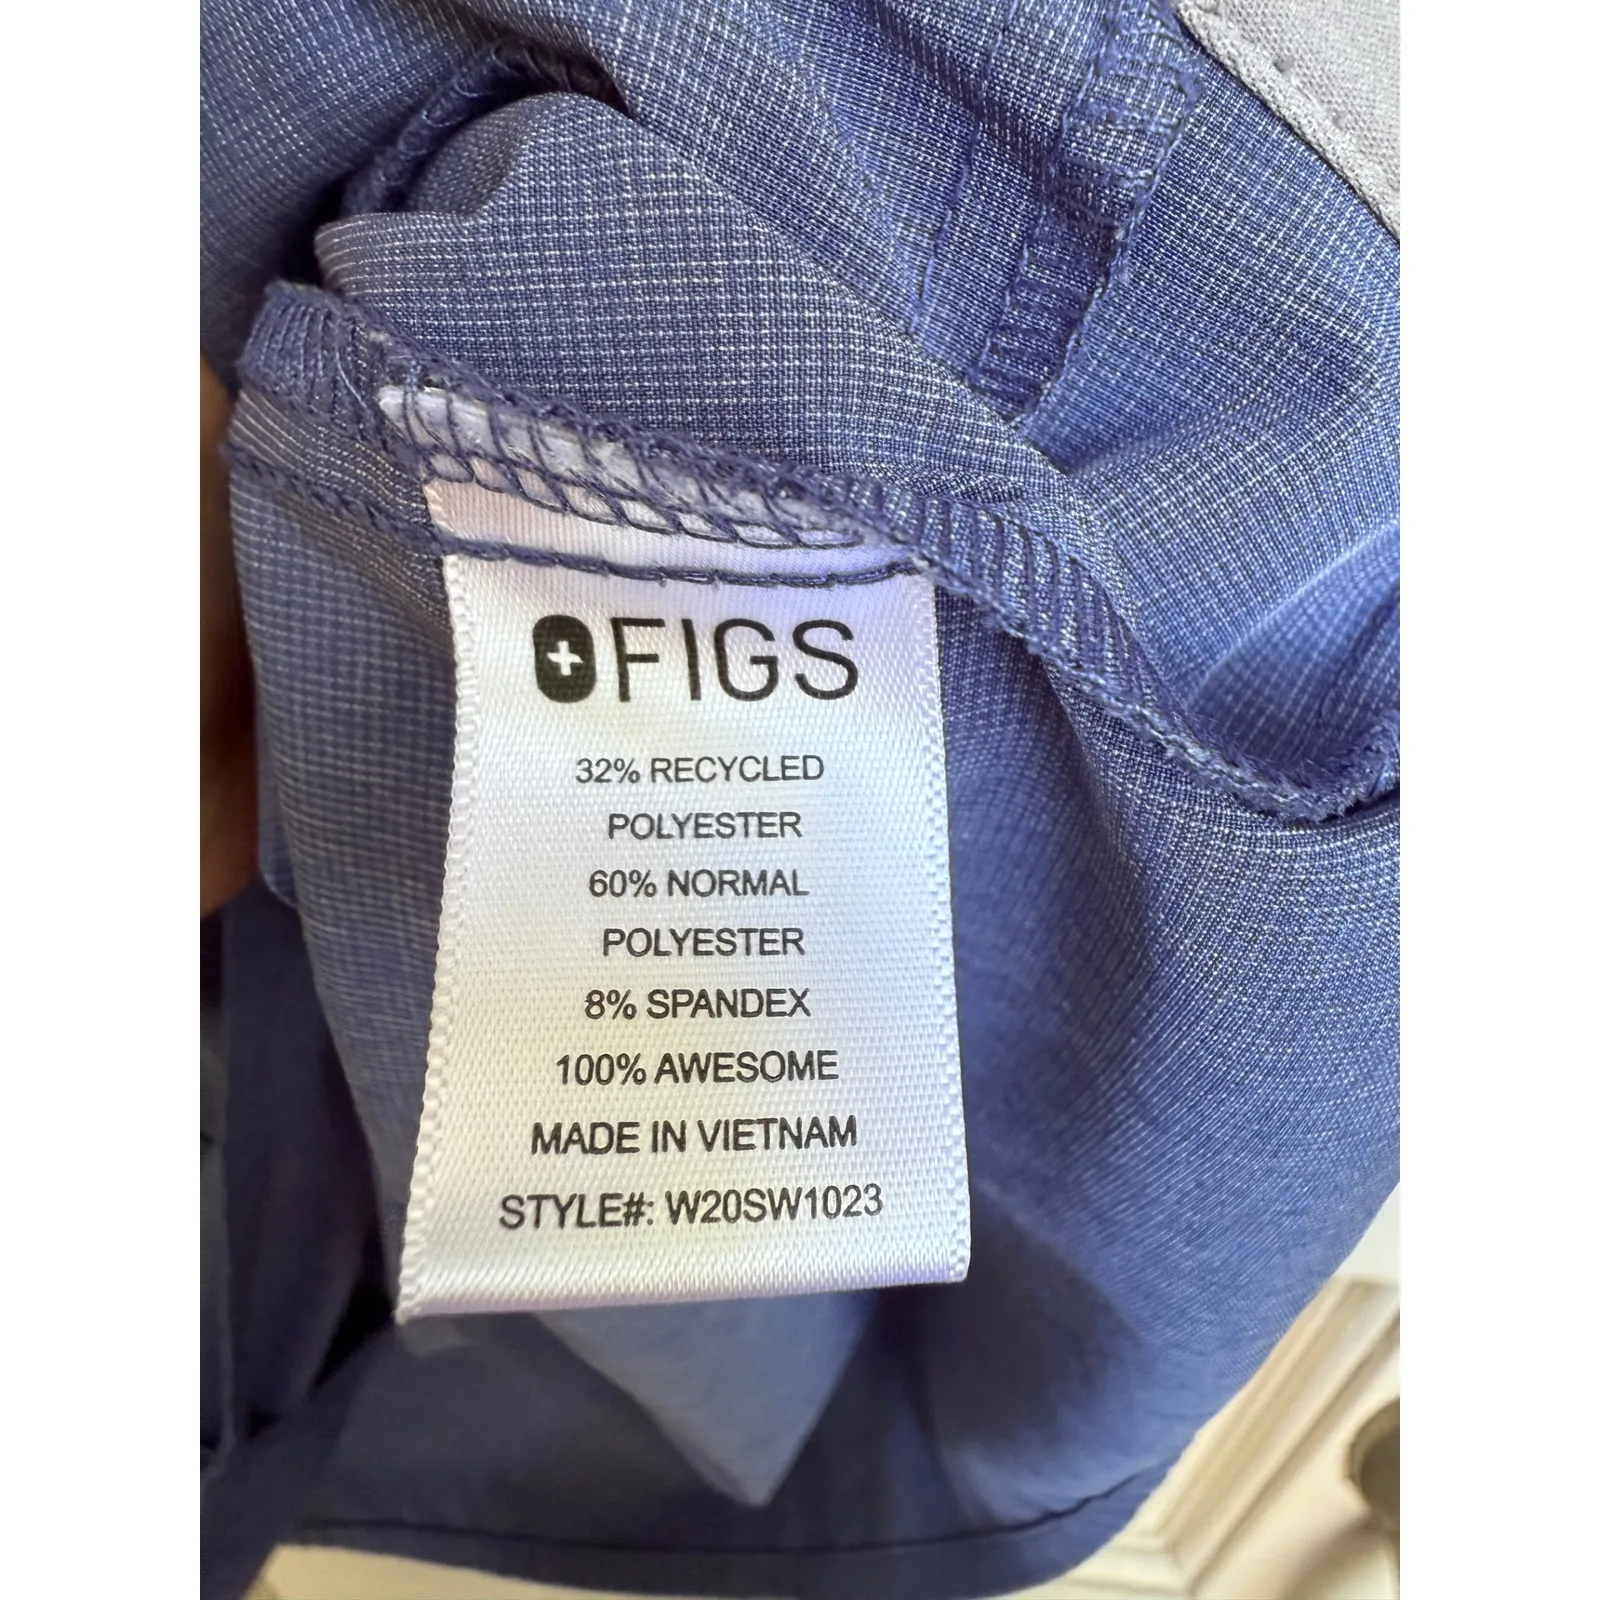 FIGS
32% RECYCLED
POLYESTER
60% NORMAL
POLYESTER
8% SPANDEX
100% AWESOME
MADE IN VIETNAM
STYLE#: W20SW1023